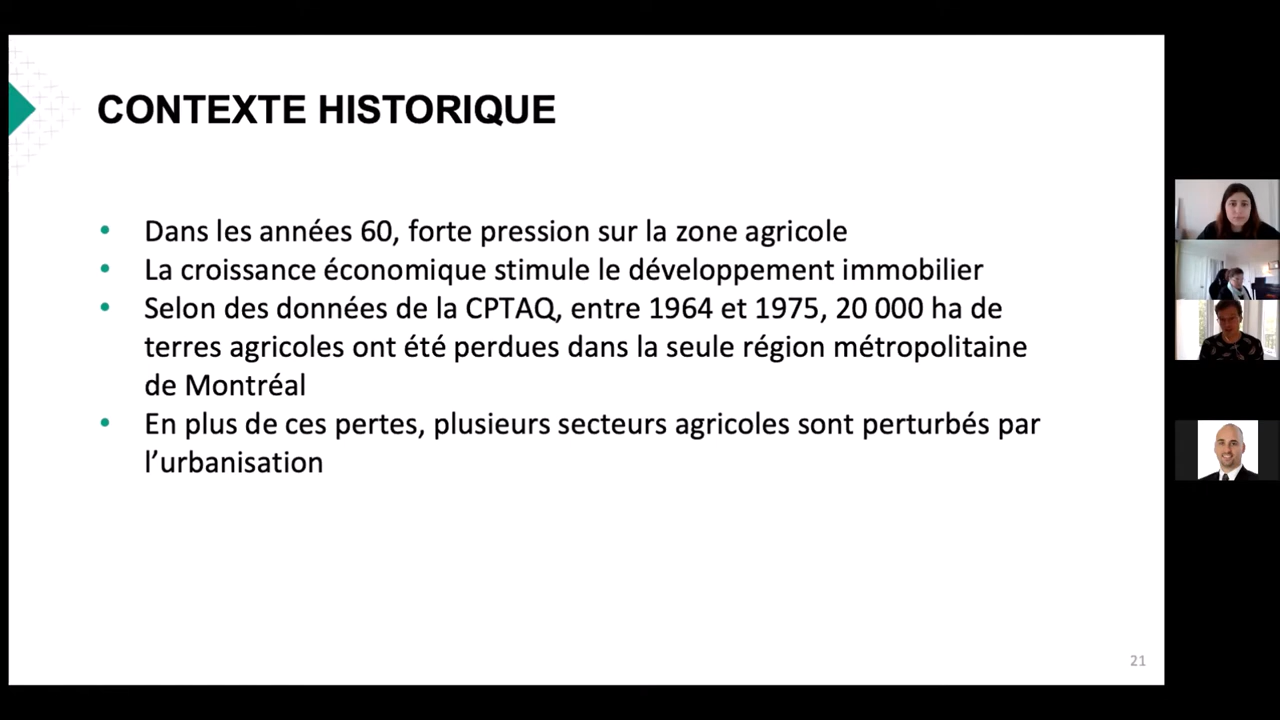 CONTEXTE HISTORIQUE
• Dans les années 60, forte pression sur la zone agricole
• La croissance économique stimule le développement immobilier
• Selon des données de la CPTAQ, entre 1964 et 1975, 20 000 ha de
terres agricoles ont été perdues dans la seule région métropolitaine
de Montréal
• En plus de ces pertes, plusieurs secteurs agricoles sont perturbés par
l’urbanisation
21